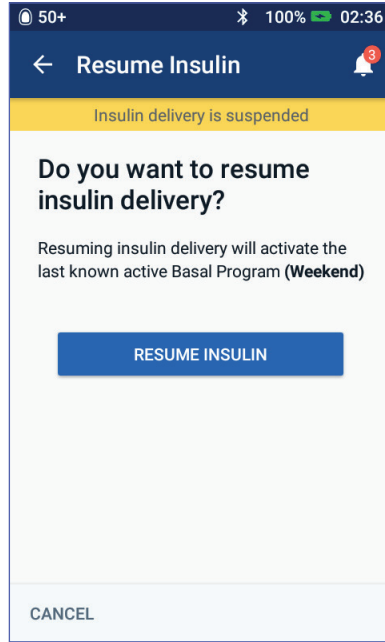 50+ 100% 02:36
Resume Insulin 3
Insulin delivery is suspended
Do you want to resume
insulin delivery?
Resuming insulin delivery will activate the
last known active Basal Program (Weekend)
RESUME INSULIN
CANCEL